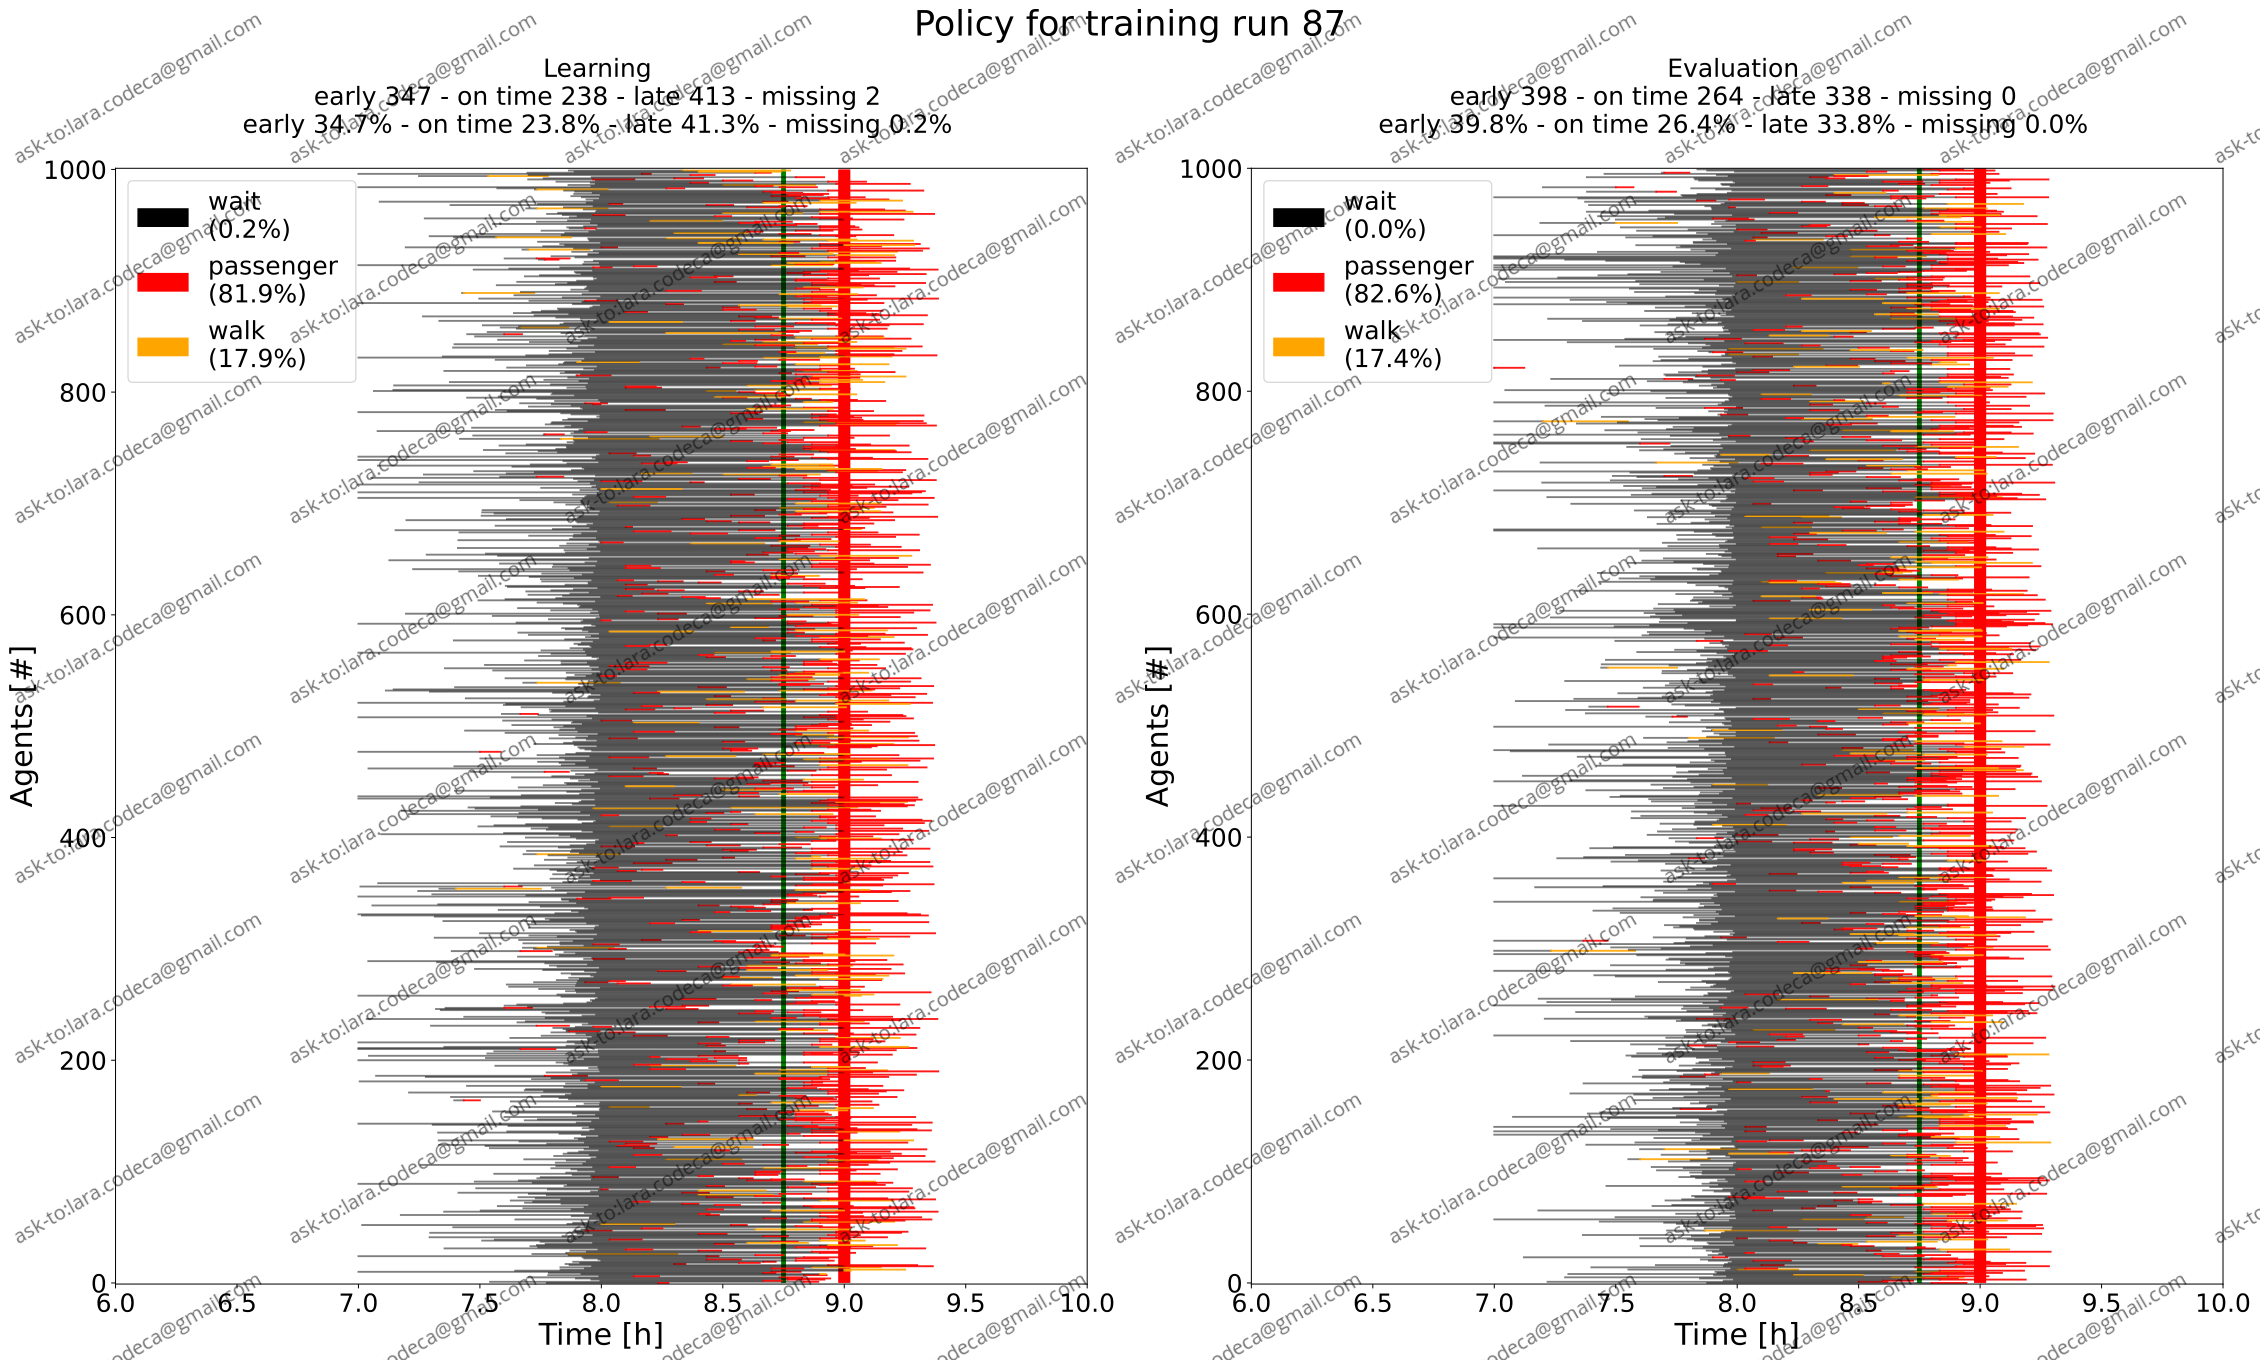 Policy for training run 87
Learning
early 347 - on time 238 - late 413 - missing 2
early 34.7% - on time 23.8% - late 41.3% - missing 0.2%
wait
(0.2%)
passenger
(81.9%)
walk
(17.9%)
1000
800
600
400
200
0
Agents [#]
6.0 6.5 7.0 7.5 8.0 8.5 9.0 9.5 10.0
Time [h]
Evaluation
early 398 - on time 264 - late 338 - missing 0
early 39.8% - on time 26.4% - late 33.8% - missing 0.0%
wait
(0.0%)
passenger
(82.6%)
walk
(17.4%)
1000
800
600
400
200
0
Agents [#]
6.0 6.5 7.0 7.5 8.0 8.5 9.0 9.5 10.0
Time [h]
ask-to:lara.codeca@gmail.com